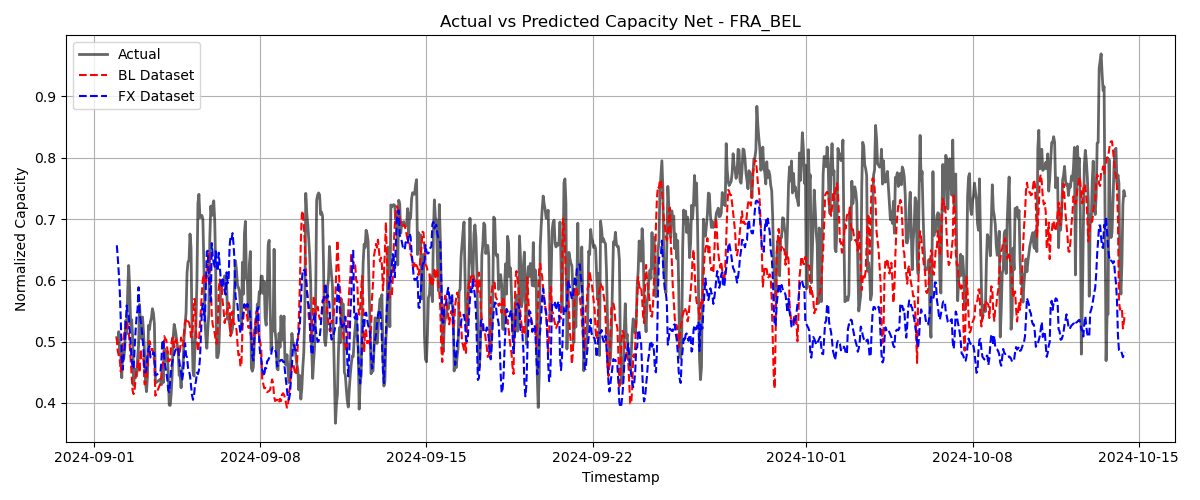 Actual vs Predicted Capacity Net - FRA_BEL
Actual
BL Dataset
FX Dataset
Normalized Capacity
0.9
0.8
0.7
0.6
0.5
0.4
2024-09-01
2024-09-08
2024-09-15
2024-09-22
2024-10-01
2024-10-08
2024-10-15
Timestamp